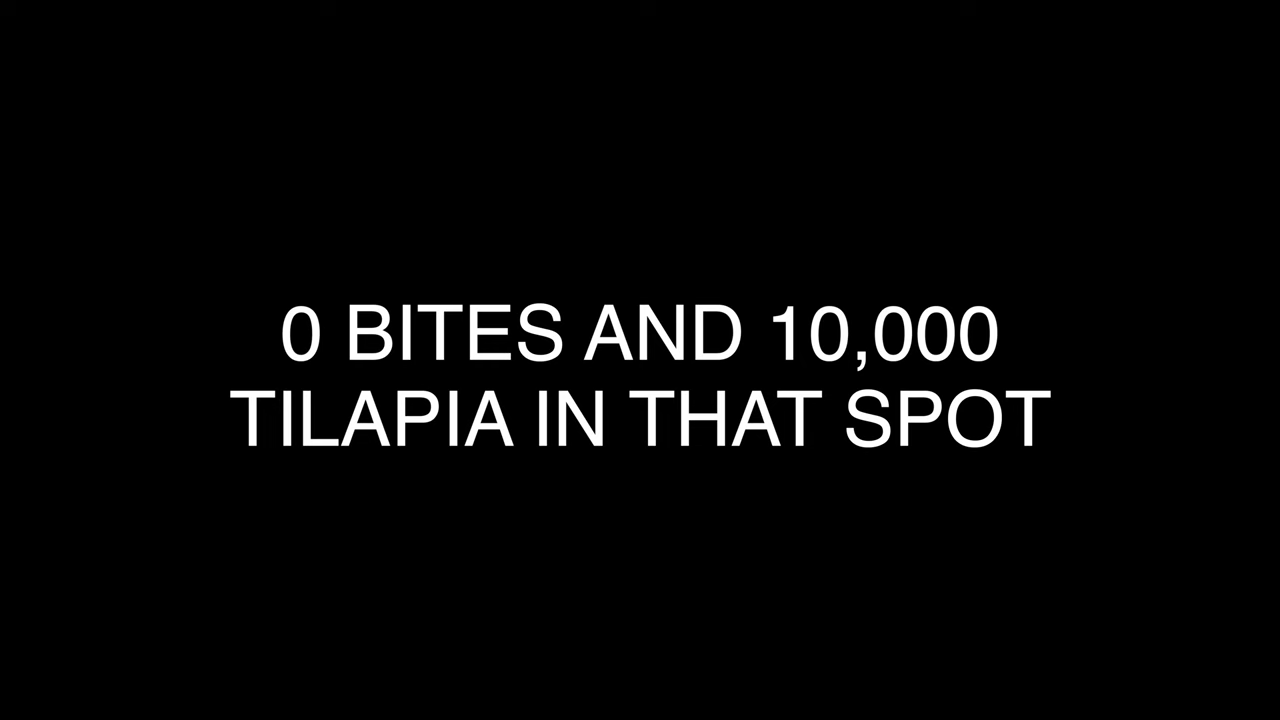 0 BITES AND 10,000
TILAPIA IN THAT SPOT